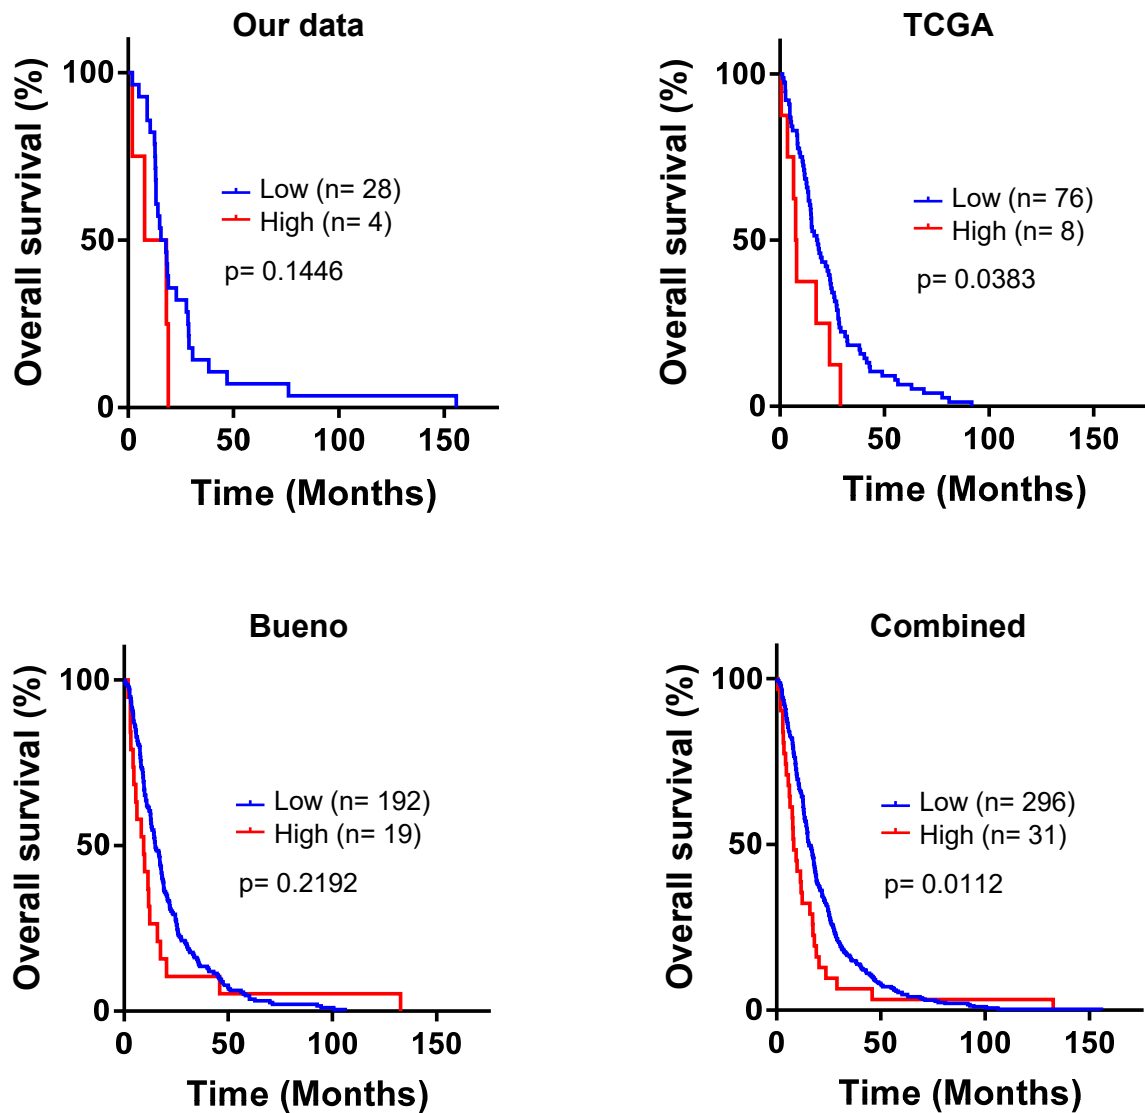 Our data
Overall survival (%)
100
50
0
Low (n= 28)
High (n= 4)
p= 0.1446
0 50 100 150
Time (Months)
TCGA
Overall survival (%)
100
50
0
Low (n= 76)
High (n= 8)
p= 0.0383
0 50 100 150
Time (Months)
Bueno
Overall survival (%)
100
50
0
Low (n= 192)
High (n= 19)
p= 0.2192
0 50 100 150
Time (Months)
Combined
Overall survival (%)
100
50
0
Low (n= 296)
High (n= 31)
p= 0.0112
0 50 100 150
Time (Months)